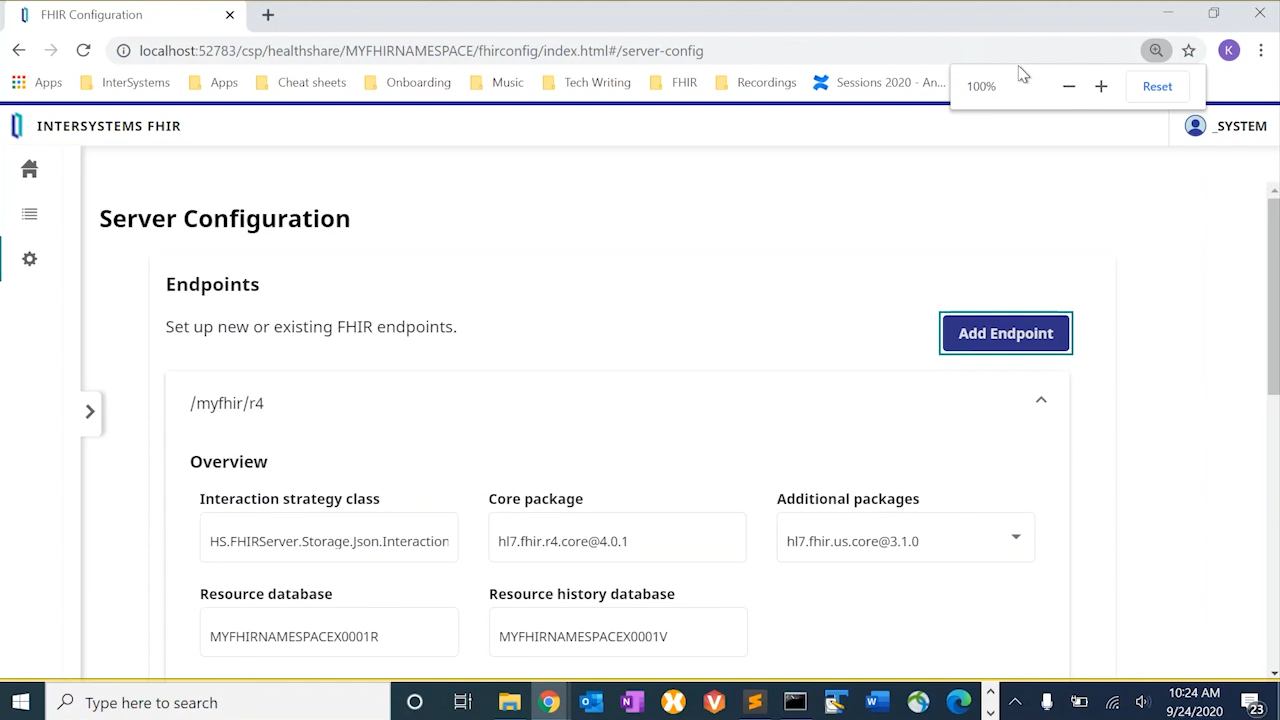 FHIR Configuration
localhost:52783/csp/healthshare/MYFHIRNAMESPACE/fhirconfig/index.html#/server-config
K
Apps InterSystems Apps Cheat sheets Onboarding Music Tech Writing FHIR Recordings Sessions 2020 - An...
100% Reset
INTERSYSTEMS FHIR
_SYSTEM
Server Configuration
Endpoints
Set up new or existing FHIR endpoints.
Add Endpoint
/myfhir/r4
Overview
Interaction strategy class Core package Additional packages
HS.FHIRServer.Storage.Json.Interaction hl7.fhir.r4.core@4.0.1 hl7.fhir.us.core@3.1.0
Resource database Resource history database
MYFHIRNAMESPACEX0001R MYFHIRNAMESPACEX0001V
Type here to search
10:24 AM
9/24/2020
23